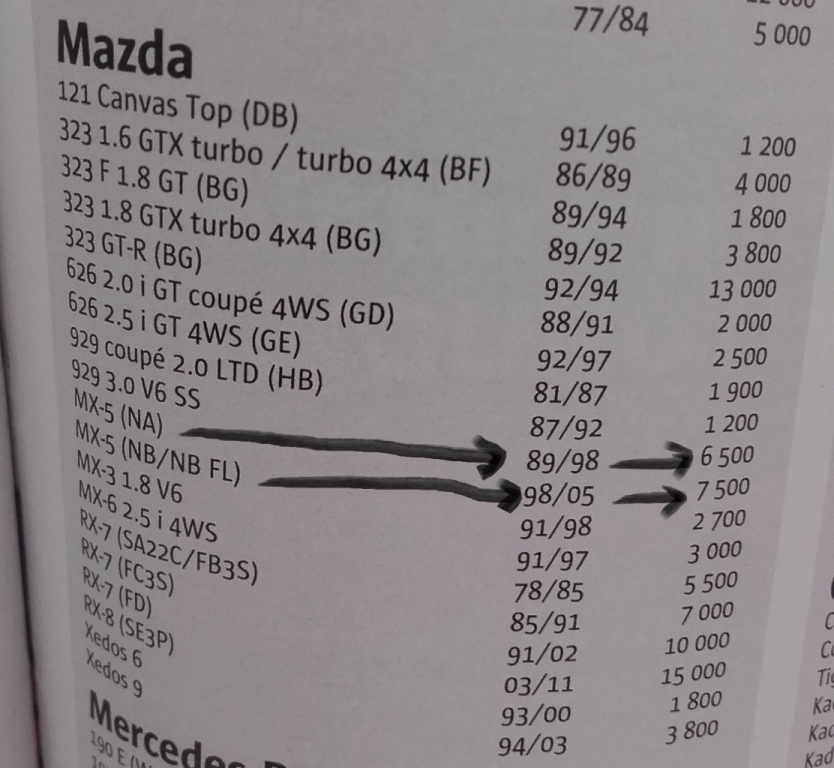 77/84 5 000
Mazda
121 Canvas Top (DB) 91/96 1 200
323 1.6 GTX turbo / turbo 4x4 (BF) 86/89 4 000
323 F 1.8 GT (BG) 89/94 1 800
323 1.8 GTX turbo 4x4 (BG) 89/92 3 800
323 GT-R (BG) 92/94 13 000
626 2.0 i GT coupé 4WS (GD) 88/91 2 000
626 2.5 i GT 4WS (GE) 92/97 2 500
929 coupé 2.0 LTD (HB) 81/87 1 900
929 3.0 V6 SS 87/92 1 200
MX-5 (NA) 89/98 6 500
MX-5 (NB/NB FL) 98/05 7 500
MX-3 1.8 V6 91/98 2 700
MX-6 2.5 i 4WS 91/97 3 000
RX-7 (SA22C/FB3S) 78/85 5 500
RX-7 (FC3S) 85/91 7 000
RX-7 (FD) 91/02 10 000
RX-8 (SE3P) 03/11 15 000
Xedos 6 93/00 1 800
Xedos 9 94/03 3 800
Mercedes
190 E